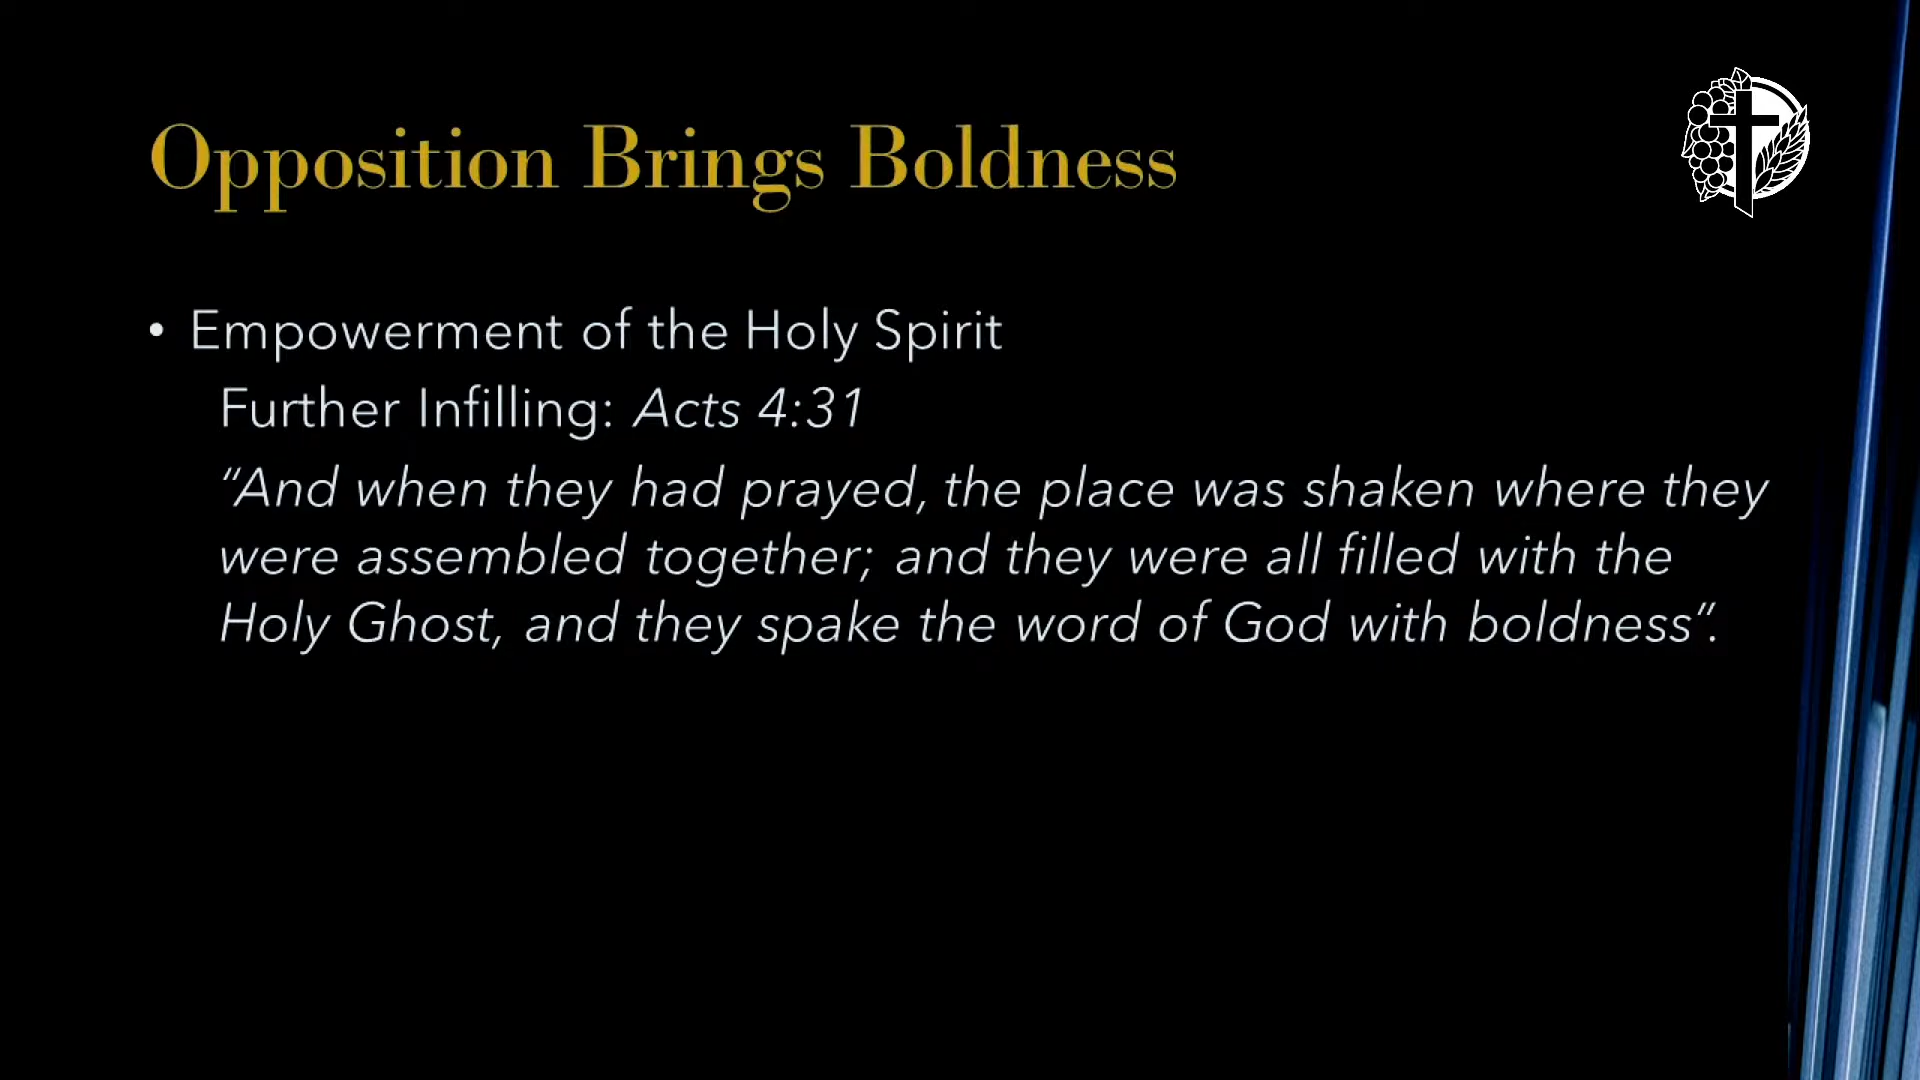 Opposition Brings Boldness
• Empowerment of the Holy Spirit
Further Infilling: Acts 4:31
“And when they had prayed, the place was shaken where they
were assembled together; and they were all filled with the
Holy Ghost, and they spake the word of God with boldness“.